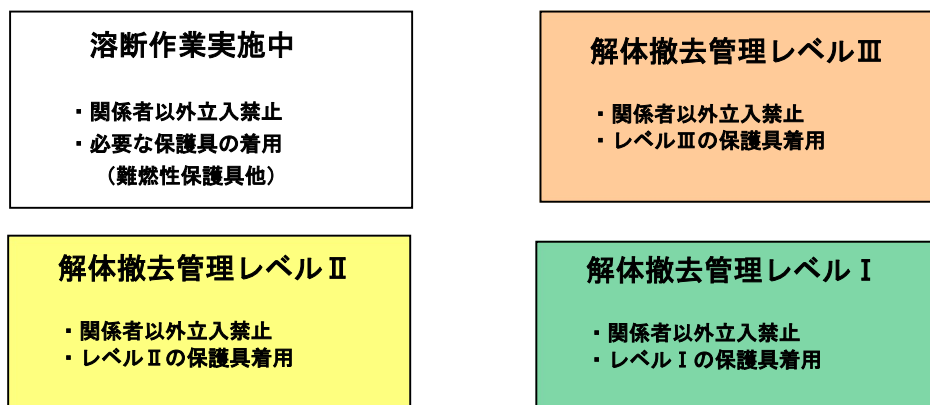 溶断作業実施中
・関係者以外立入禁止
・必要な保護具の着用
（難燃性保護具他）
解体撤去管理レベルⅢ
・関係者以外立入禁止
・レベルⅢの保護具着用
解体撤去管理レベルⅡ
・関係者以外立入禁止
・レベルⅡの保護具着用
解体撤去管理レベルⅠ
・関係者以外立入禁止
・レベルⅠの保護具着用